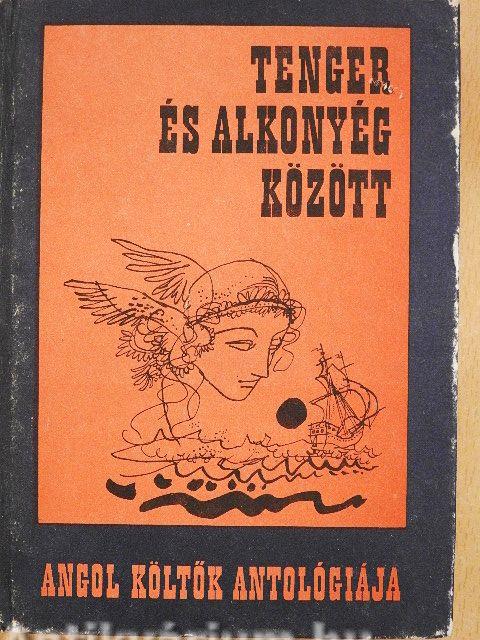 TENGER
ÉS ALKONYÉG
KÖZÖTT
ANGOL KÖLTŐK ANTOLÓGIÁJA